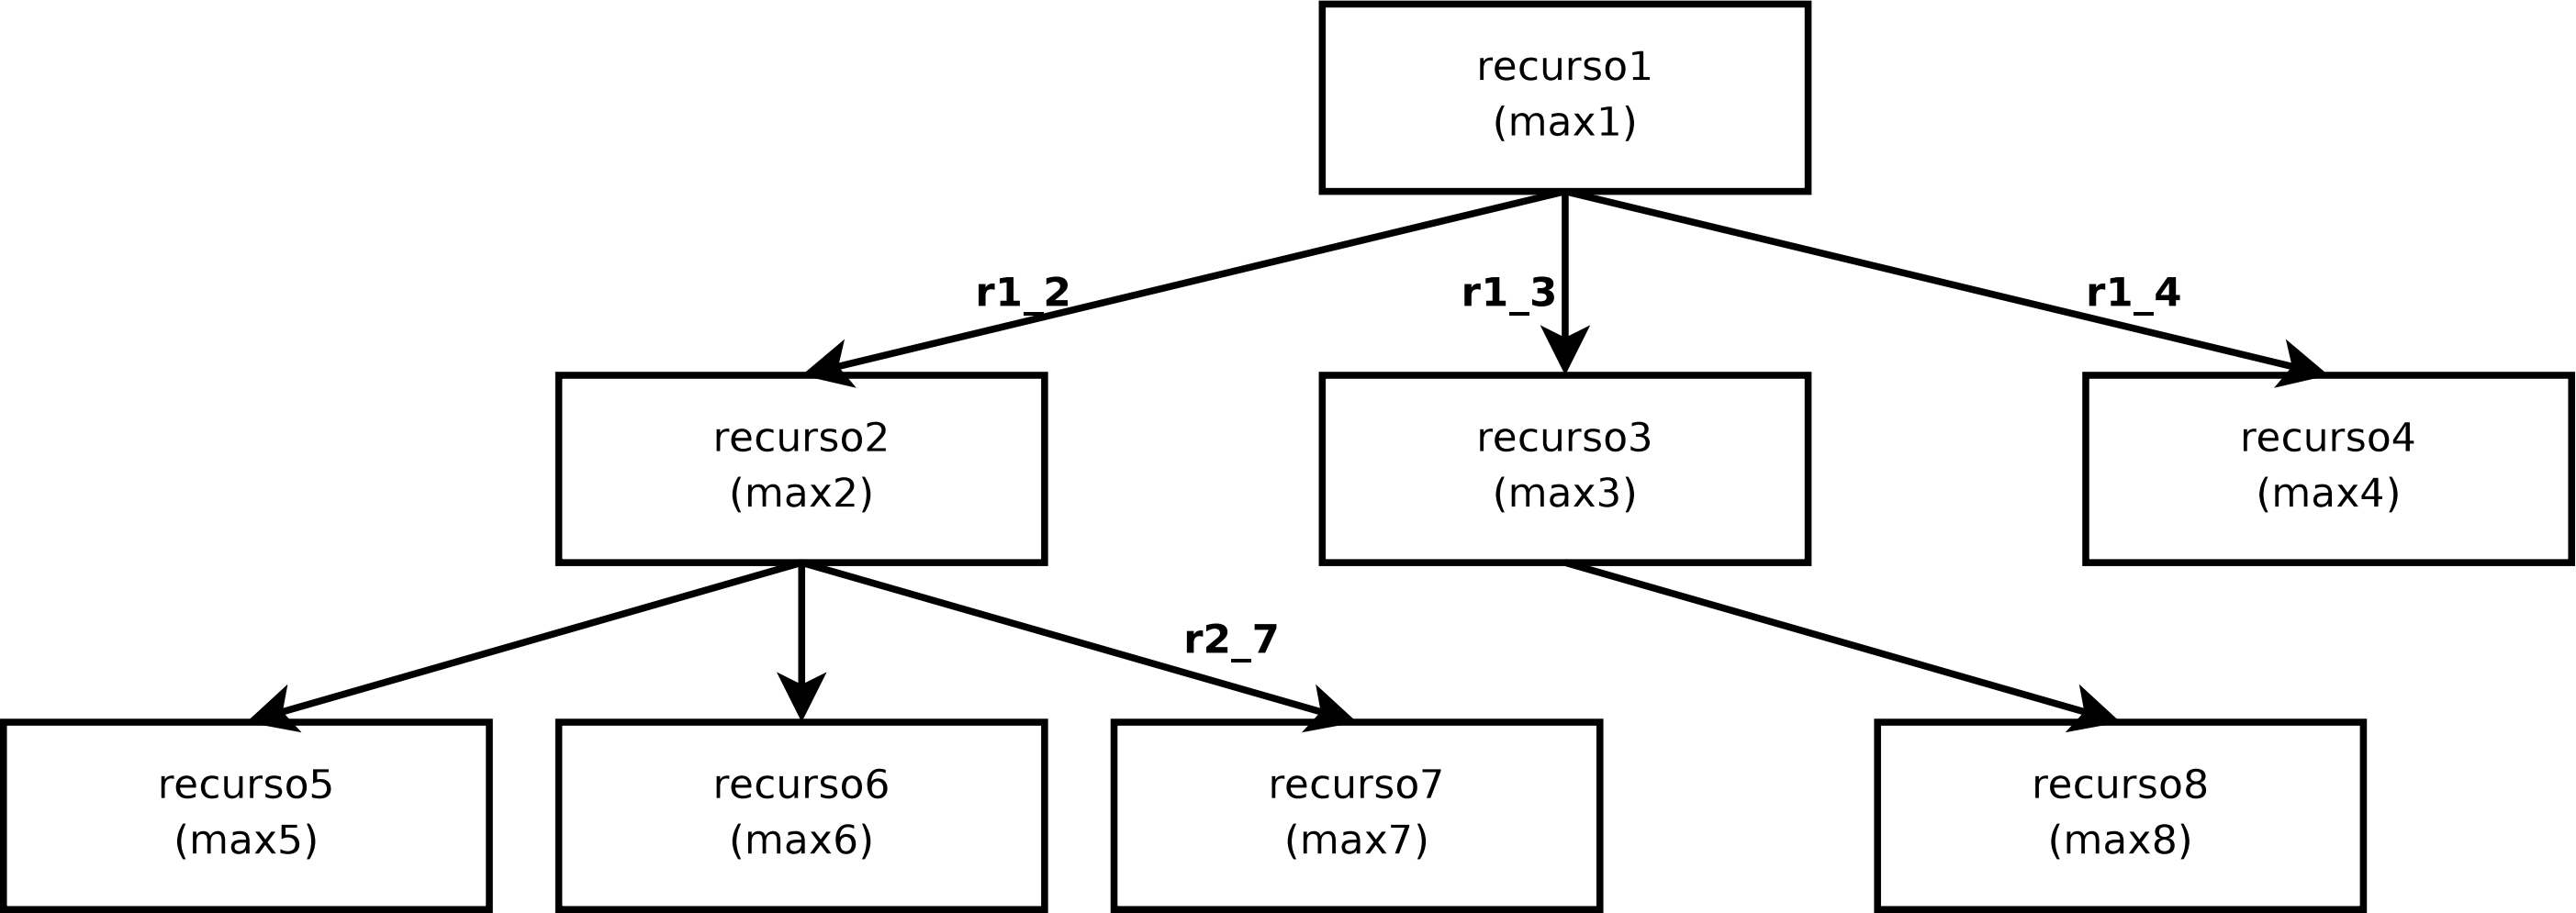 recurso1
(max1)
r1_2
r1_3
r1_4
recurso2
(max2)
recurso3
(max3)
recurso4
(max4)
r2_7
recurso5
(max5)
recurso6
(max6)
recurso7
(max7)
recurso8
(max8)